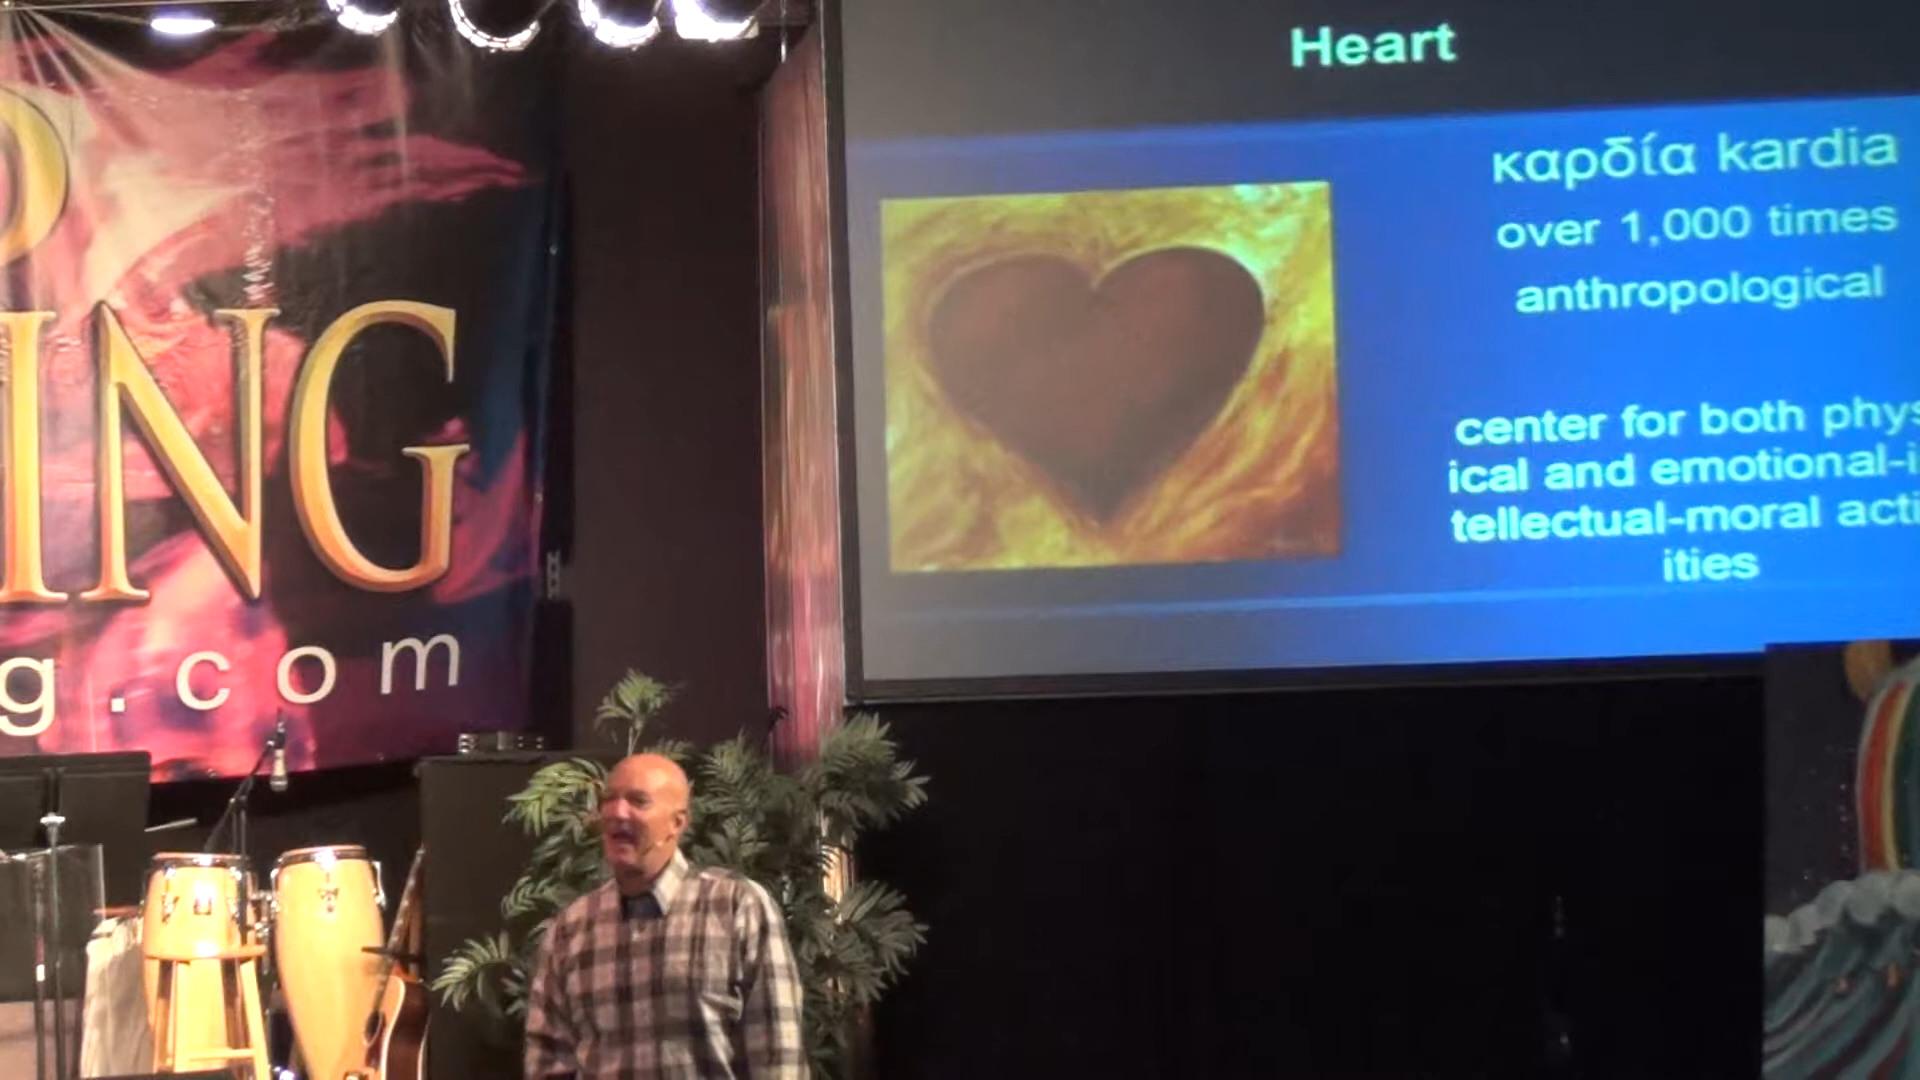 ING
g.com
Heart
καρδία kardia
over 1,000 times
anthropological
center for both phys
ical and emotional-i
tellectual-moral acti
ities